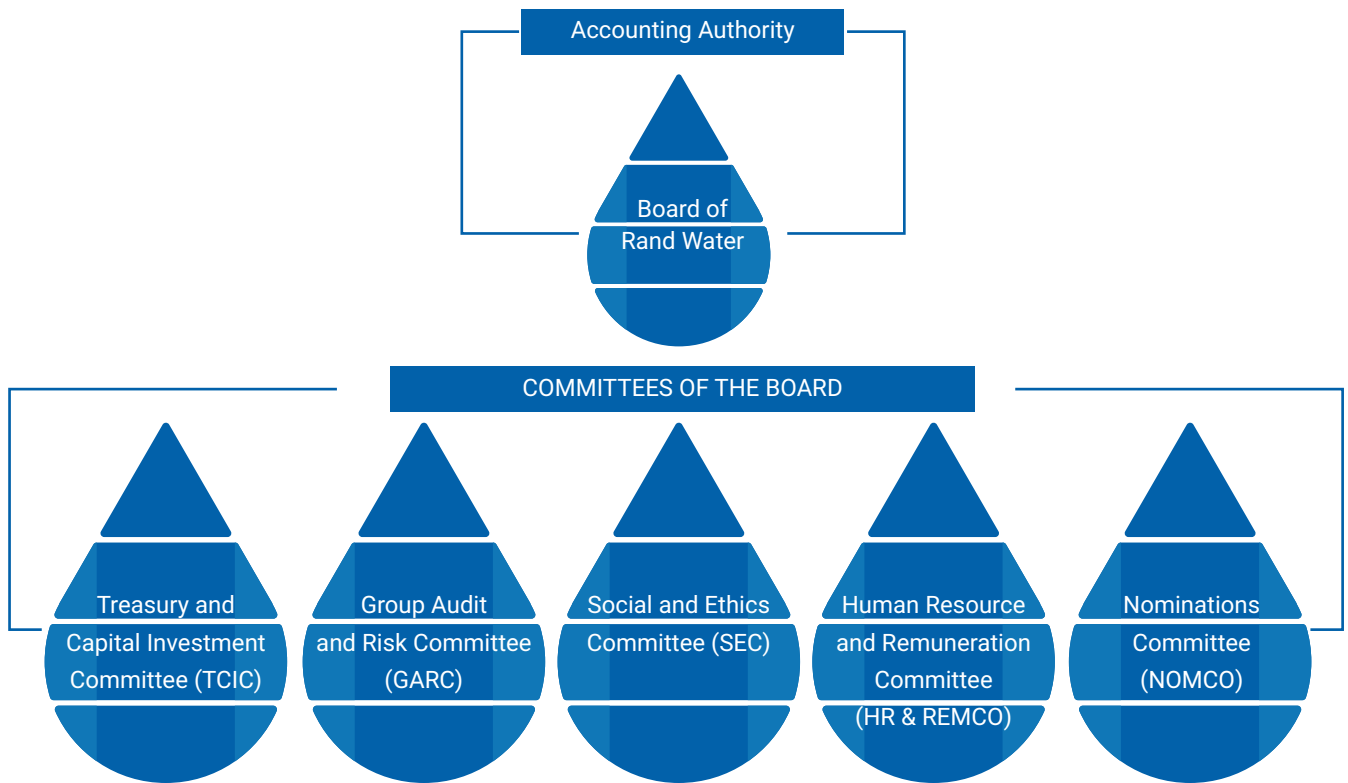 Accounting Authority
Board of
Rand Water
COMMITTEES OF THE BOARD
Treasury and
Capital Investment
Committee (TCIC)
Group Audit
and Risk Committee
(GARC)
Social and Ethics
Committee (SEC)
Human Resource
and Remuneration
Committee
(HR & REMCO)
Nominations
Committee
(NOMCO)